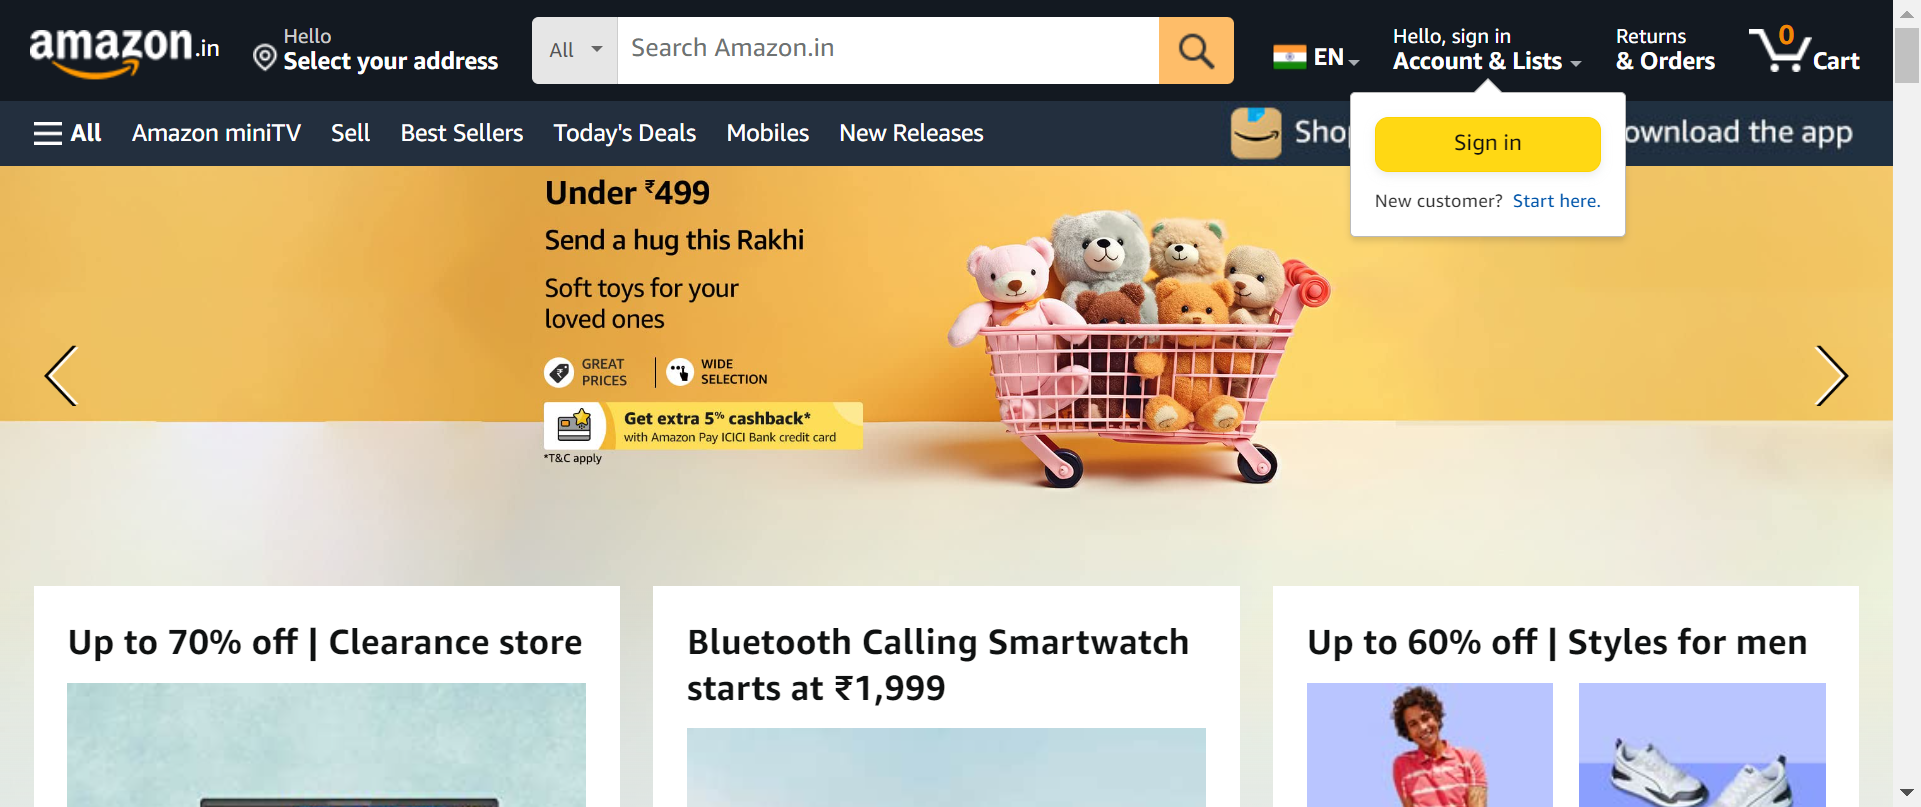 amazon.in
Hello
Select your address
All
Search Amazon.in
EN
Hello, sign in
Account & Lists
Returns
& Orders
0
Cart
All
Amazon miniTV
Sell
Best Sellers
Today's Deals
Mobiles
New Releases
ownload the app
Sign in
New customer? Start here.
Under ₹499
Send a hug this Rakhi
Soft toys for your
loved ones
GREAT
PRICES
WIDE
SELECTION
Get extra 5% cashback*
with Amazon Pay ICICI Bank credit card
*T&C apply
Up to 70% off | Clearance store
Bluetooth Calling Smartwatch
starts at ₹1,999
Up to 60% off | Styles for men